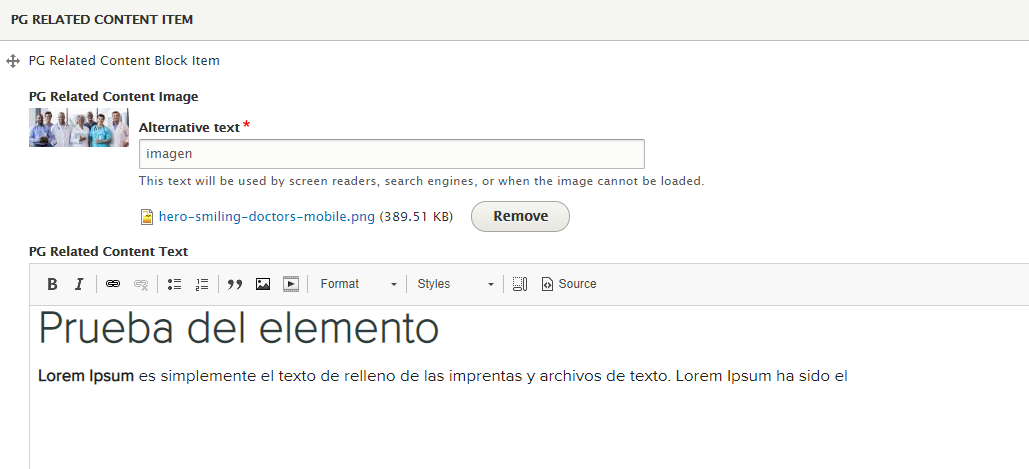 PG RELATED CONTENT ITEM
PG Related Content Block Item
PG Related Content Image
Alternative text *
imagen
This text will be used by screen readers, search engines, or when the image cannot be loaded.
hero-smiling-doctors-mobile.png (389.51 KB) Remove
PG Related Content Text
B I Format Styles Source
Prueba del elemento
Lorem Ipsum es simplemente el texto de relleno de las imprentas y archivos de texto. Lorem Ipsum ha sido el